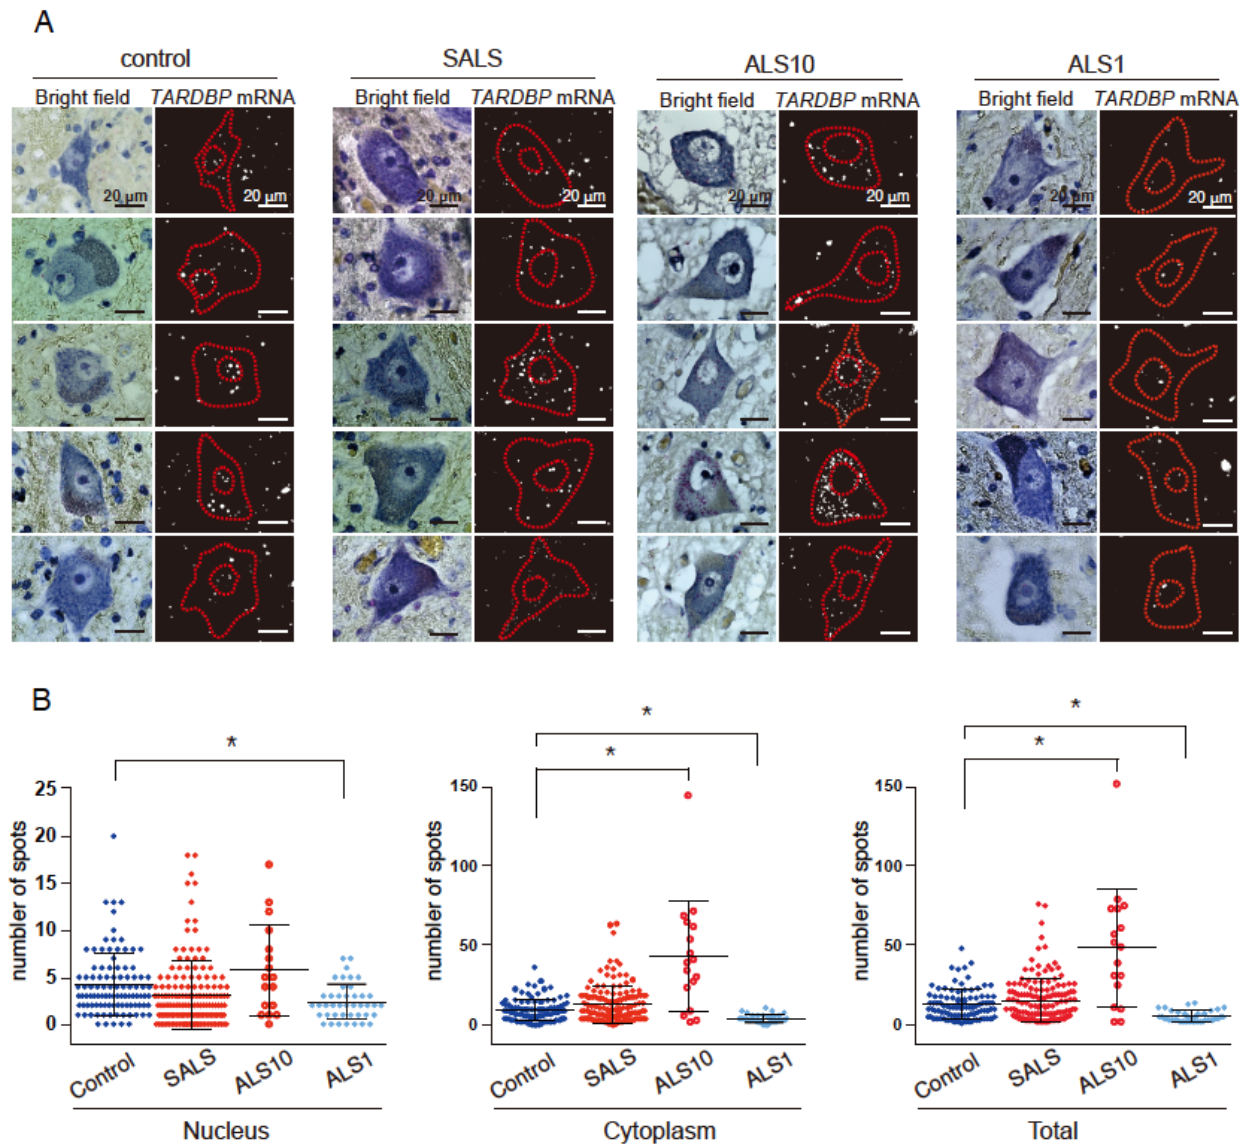 A
control SALS ALS10 ALS1
Bright field TARDBP mRNA Bright field TARDBP mRNA Bright field TARDBP mRNA Bright field TARDBP mRNA
20 µm 20 µm 20 µm 20 µm 20 µm 20 µm 20 µm 20 µm
B
*
numbler of spots
25
20
15
10
5
0
Control SALS ALS10 ALS1
Nucleus
*
*
numbler of spots
150
100
50
0
Control SALS ALS10 ALS1
Cytoplasm
*
*
numbler of spots
150
100
50
0
Control SALS ALS10 ALS1
Total